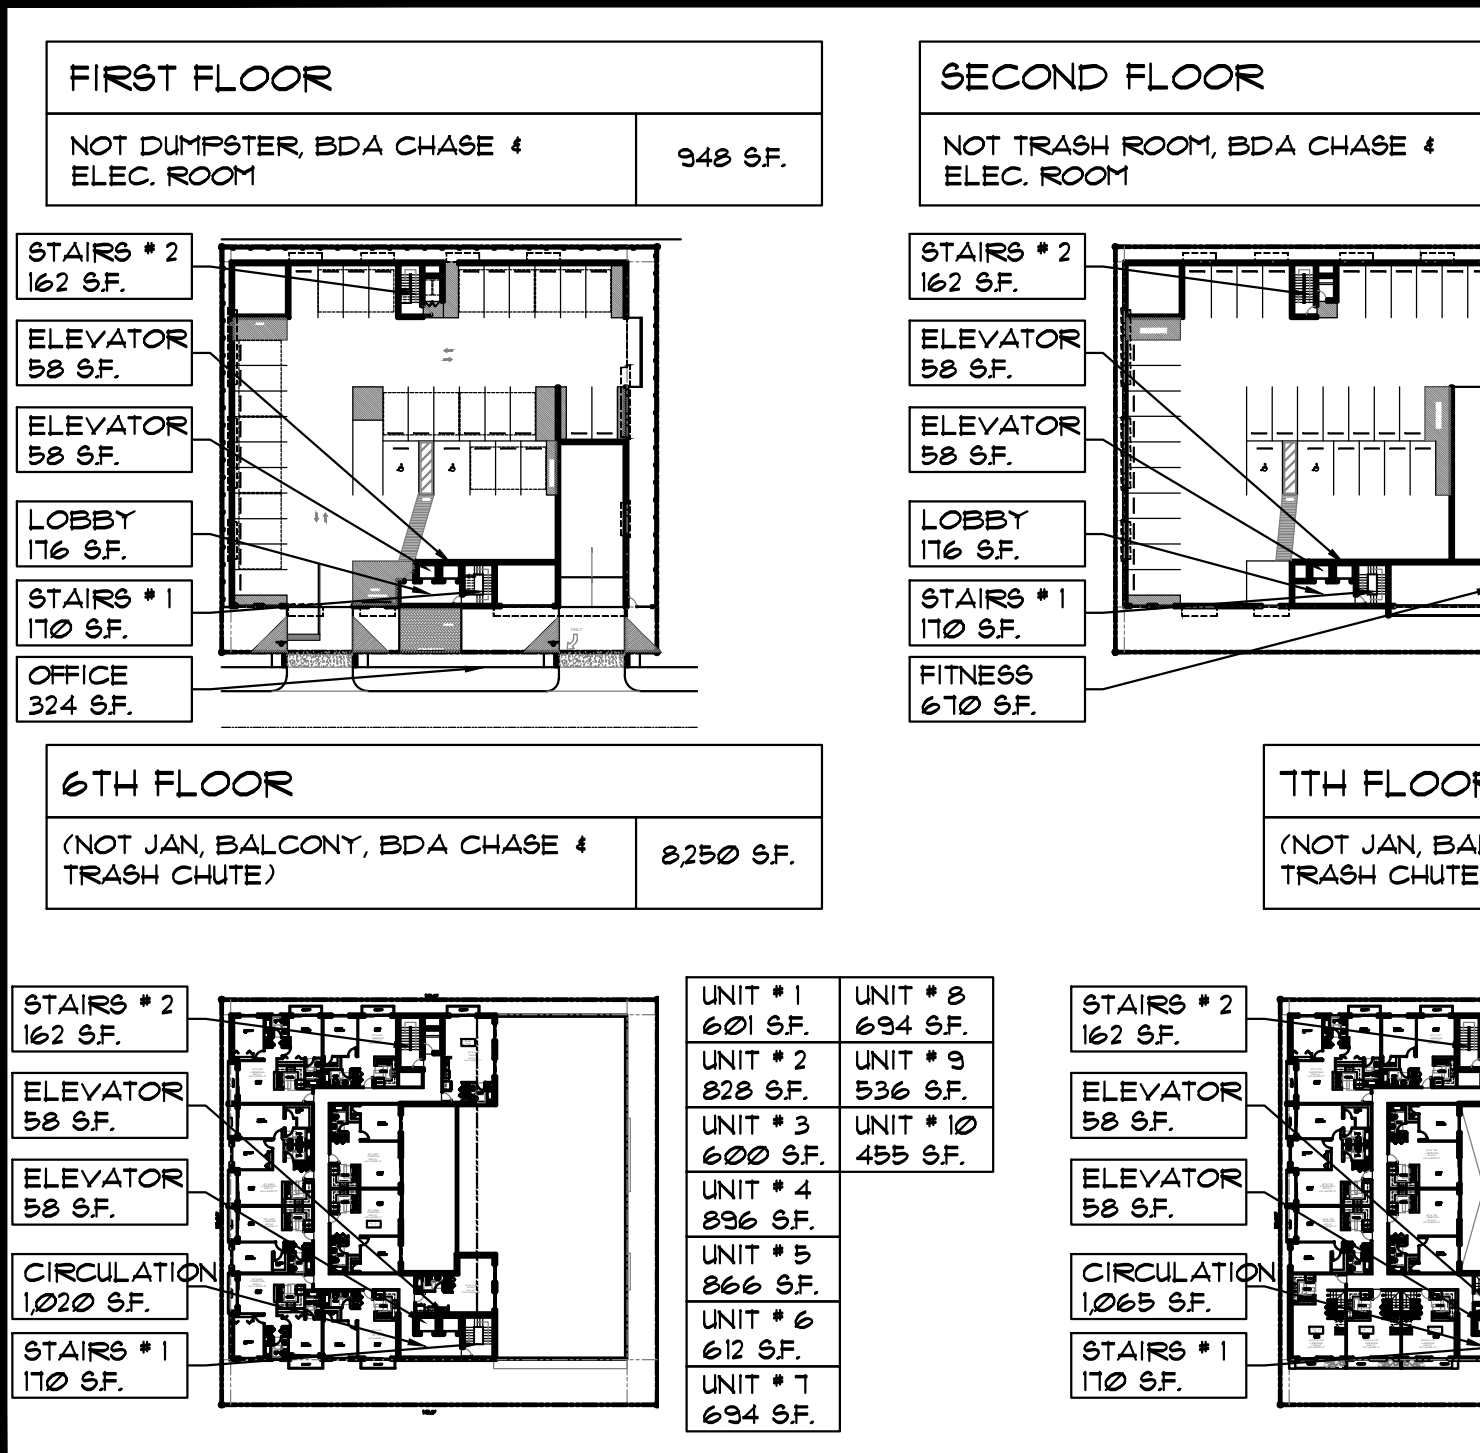 FIRST FLOOR
NOT DUMPSTER, BDA CHASE &
ELEC. ROOM
948 S.F.
STAIRS # 2
162 S.F.
ELEVATOR
58 S.F.
ELEVATOR
58 S.F.
LOBBY
176 S.F.
STAIRS # 1
170 S.F.
OFFICE
324 S.F.
ONLY
SECOND FLOOR
NOT TRASH ROOM, BDA CHASE &
ELEC. ROOM
STAIRS # 2
162 S.F.
ELEVATOR
58 S.F.
ELEVATOR
58 S.F.
LOBBY
176 S.F.
STAIRS # 1
170 S.F.
FITNESS
670 S.F.
6TH FLOOR
(NOT JAN, BALCONY, BDA CHASE &
TRASH CHUTE)
8,250 S.F.
STAIRS # 2
162 S.F.
ELEVATOR
58 S.F.
ELEVATOR
58 S.F.
CIRCULATION
1,020 S.F.
STAIRS # 1
170 S.F.
UNIT # 1
601 S.F.
UNIT # 2
828 S.F.
UNIT # 3
600 S.F.
UNIT # 4
896 S.F.
UNIT # 5
866 S.F.
UNIT # 6
612 S.F.
UNIT # 7
694 S.F.
UNIT # 8
694 S.F.
UNIT # 9
536 S.F.
UNIT # 10
455 S.F.
7TH FLOOR
(NOT JAN, BAL
TRASH CHUTE
STAIRS # 2
162 S.F.
ELEVATOR
58 S.F.
ELEVATOR
58 S.F.
CIRCULATION
1,065 S.F.
STAIRS # 1
170 S.F.